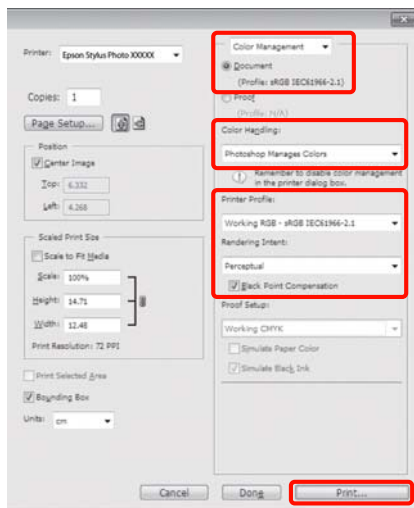 Printer: Epson Stylus Photo XXXXX
Copies: 1
Page Setup...
Position
Center Image
Top: 6.332
Left: 4.268
Scaled Print Size
Scale to Fit Media
Scale: 100%
Height: 14.71
Width: 12.48
Print Resolution: 72 PPI
Print Selected Area
Bounding Box
Units: cm
Color Management
Document
(Profile: sRGB IEC61966-2.1)
Proof
(Profile: N/A)
Color Handling:
Photoshop Manages Colors
Remember to disable color management
in the printer dialog box.
Printer Profile:
Working RGB - sRGB IEC61966-2.1
Rendering Intent:
Perceptual
Black Point Compensation
Proof Setup:
Working CMYK
Simulate Paper Color
Simulate Black Ink
Cancel
Done
Print...